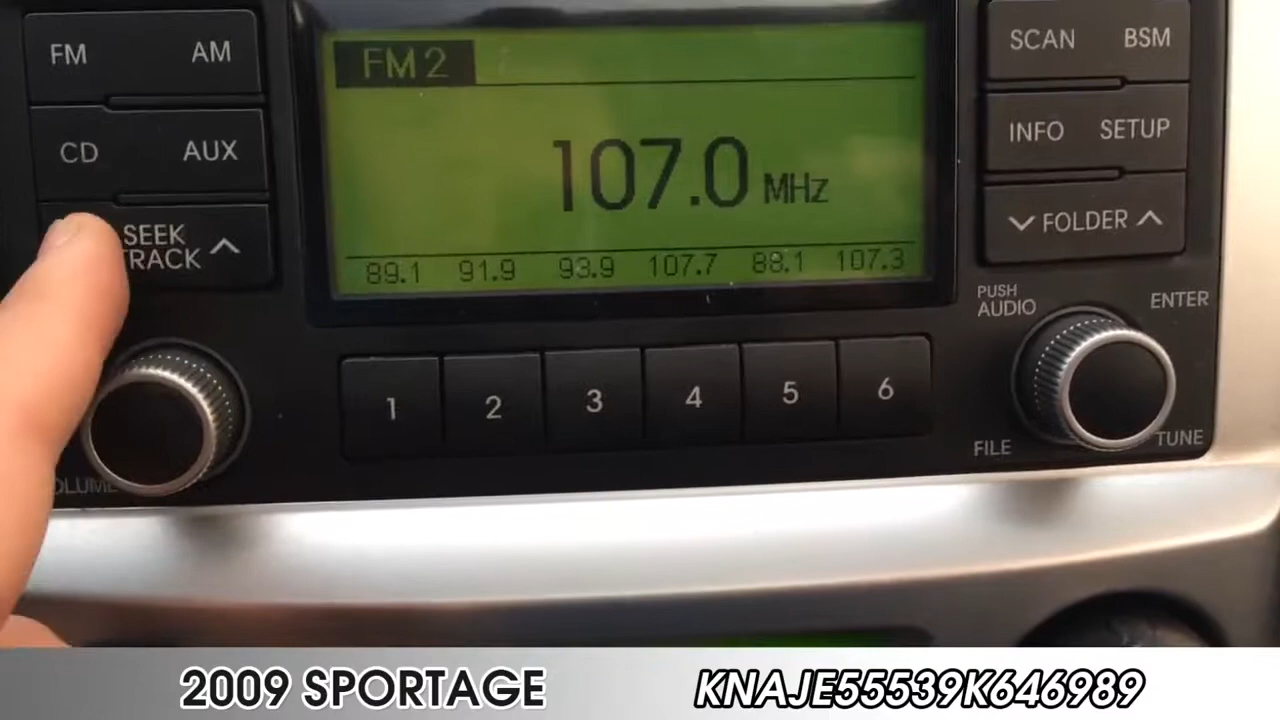 FM AM
CD AUX
SEEK
TRACK
VOLUME
FM 2
107.0 MHz
89.1 91.9 93.9 107.7 88.1 107.3
1 2 3 4 5 6
SCAN BSM
INFO SETUP
FOLDER
PUSH
AUDIO
ENTER
FILE
TUNE
2009 SPORTAGE
KNAJE55539K646989